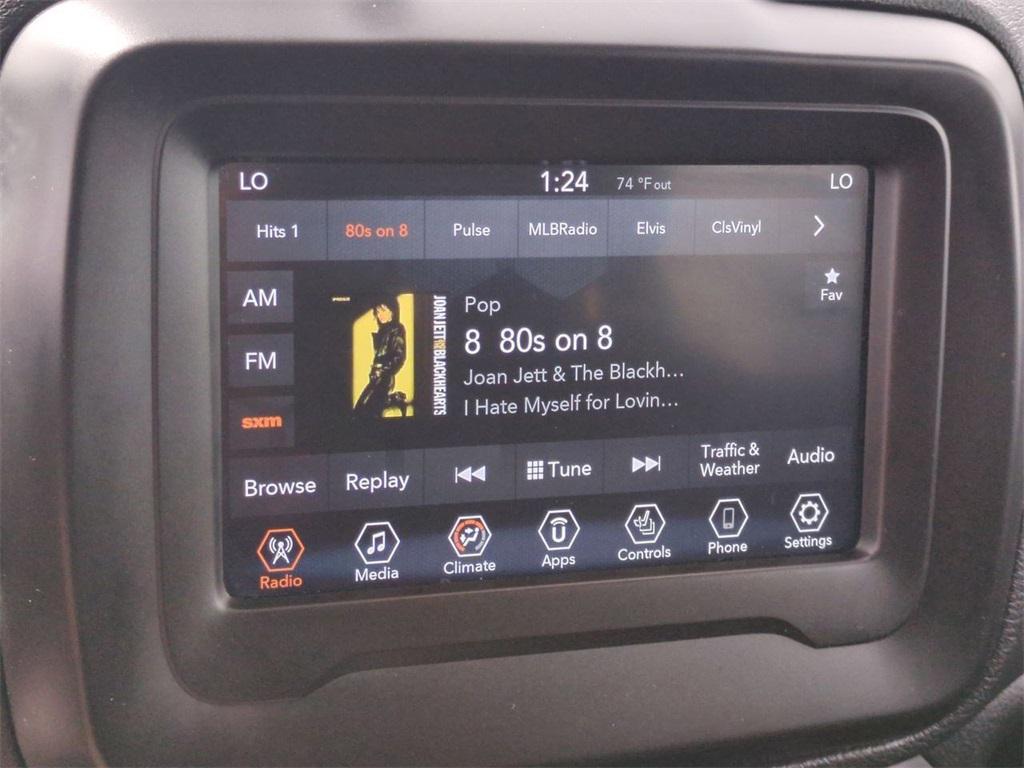 LO 1:24 74 °F out LO
Hits 1 80s on 8 Pulse MLBRadio Elvis ClsVinyl
AM
FM
sxm
JOAN JETT AND THE BLACKHEARTS
Pop
8 80s on 8
Joan Jett & The Blackh...
I Hate Myself for Lovin...
Fav
Browse Replay Tune Traffic &
Weather Audio
Radio Media Climate Apps Controls Phone Settings